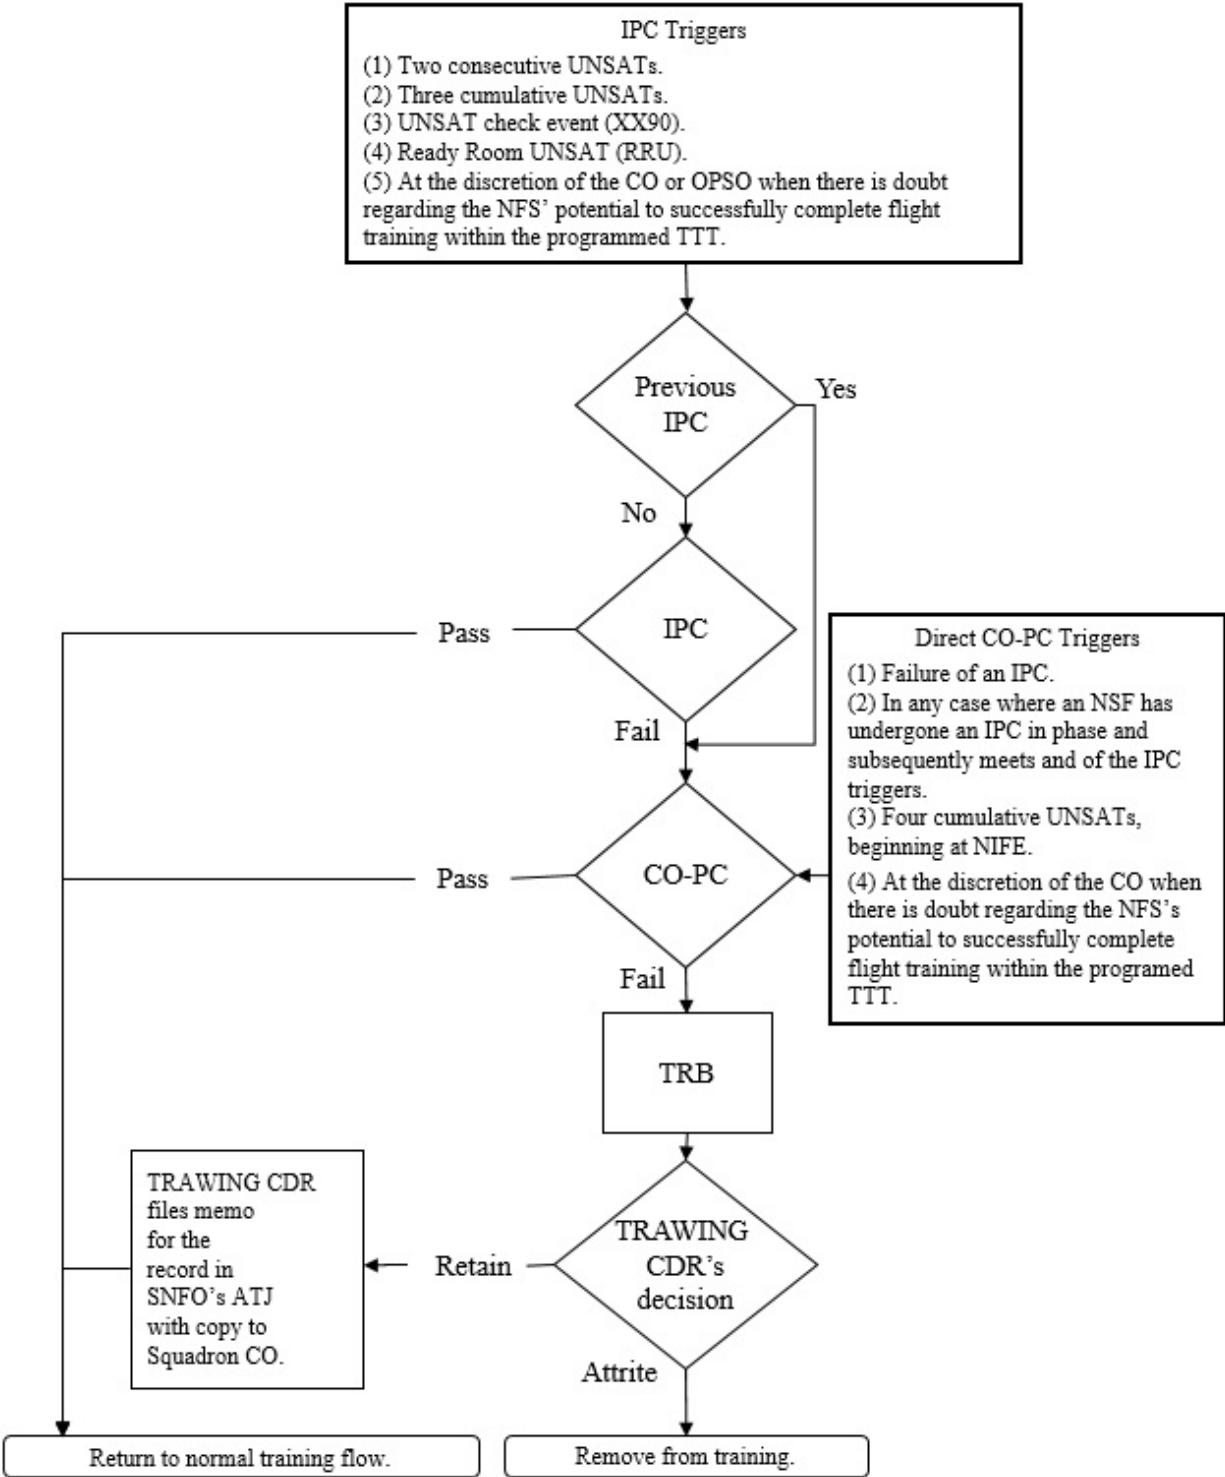 IPC Triggers
(1) Two consecutive UNSATs.
(2) Three cumulative UNSATs.
(3) UNSAT check event (XX90).
(4) Ready Room UNSAT (RRU).
(5) At the discretion of the CO or OPSO when there is doubt
regarding the NFS’ potential to successfully complete flight
training within the programmed TTT.
Previous
IPC
Yes
No
IPC
Pass
Fail
Direct CO-PC Triggers
(1) Failure of an IPC.
(2) In any case where an NSF has
undergone an IPC in phase and
subsequently meets and of the IPC
triggers.
(3) Four cumulative UNSATs,
beginning at NIFE.
(4) At the discretion of the CO when
there is doubt regarding the NFS’s
potential to successfully complete
flight training within the programed
TTT.
CO-PC
Pass
Fail
TRB
TRAWING
CDR’s
decision
Retain
TRAWING CDR
files memo
for the
record in
SNFO’s ATJ
with copy to
Squadron CO.
Attrite
Return to normal training flow.
Remove from training.